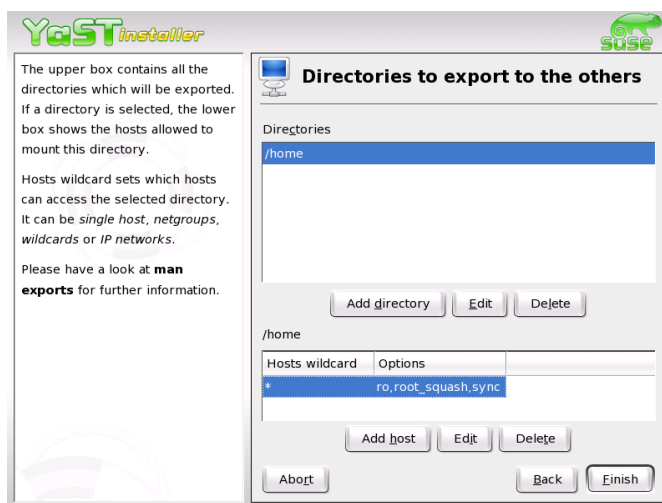 YaST installer
SuSE
The upper box contains all the
directories which will be exported.
If a directory is selected, the lower
box shows the hosts allowed to
mount this directory.
Hosts wildcard sets which hosts
can access the selected directory.
It can be single host, netgroups,
wildcards or IP networks.
Please have a look at man
exports for further information.
Directories to export to the others
Directories
/home
Add directory
Edit
Delete
/home
Hosts wildcard Options
* ro,root_squash,sync
Add host
Edit
Delete
Abort
Back
Finish